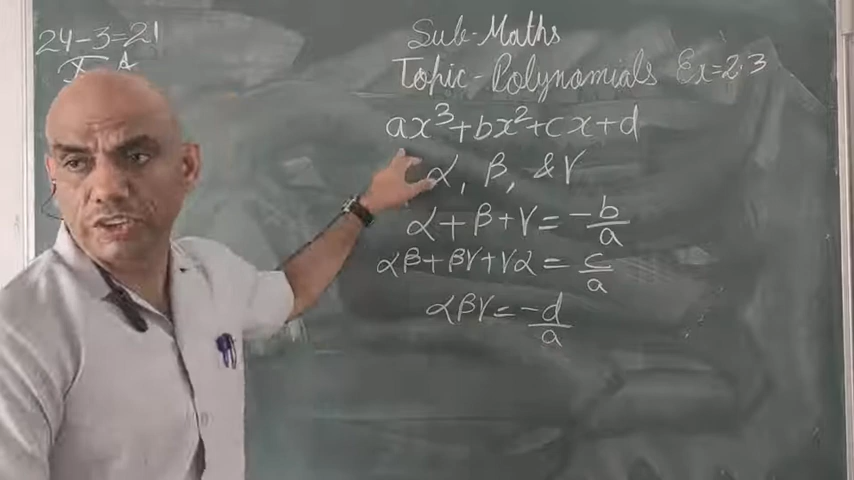 24-3=21
Sub-Maths
Topic-Polynomials Ex=2.3
ax³+bx²+cx+d
α, β, & γ
α+β+γ=-b/a
αβ+βγ+γα=c/a
αβγ=-d/a